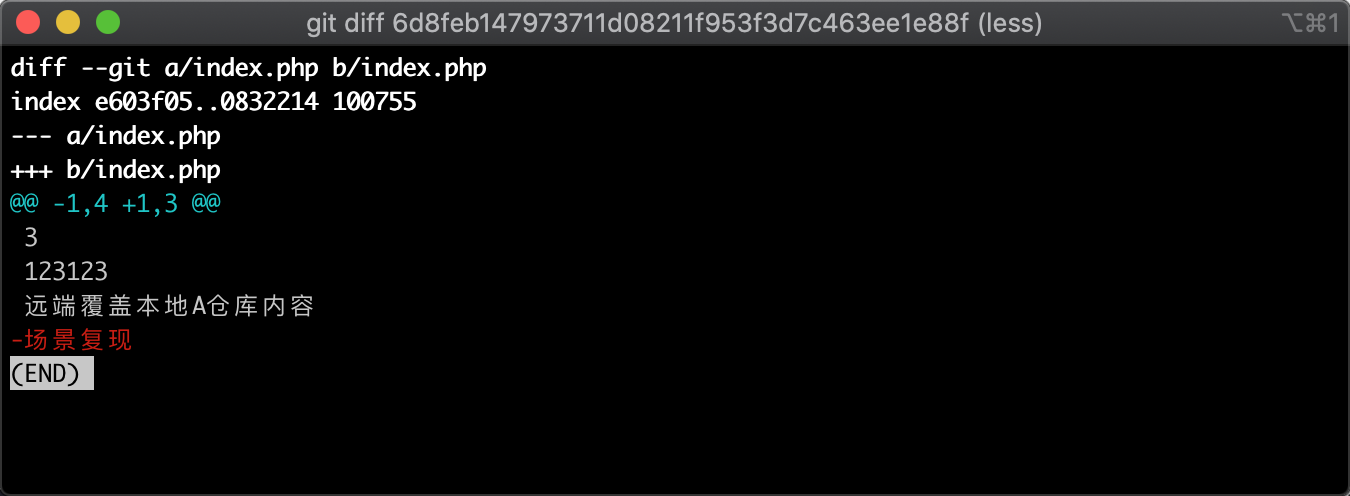 git diff 6d8feb147973711d08211f953f3d7c463ee1e88f (less)
⌥⌘1
diff --git a/index.php b/index.php
index e603f05..0832214 100755
--- a/index.php
+++ b/index.php
@@ -1,4 +1,3 @@
 3
 123123
 远端覆盖本地A仓库内容
-场景复现
(END)